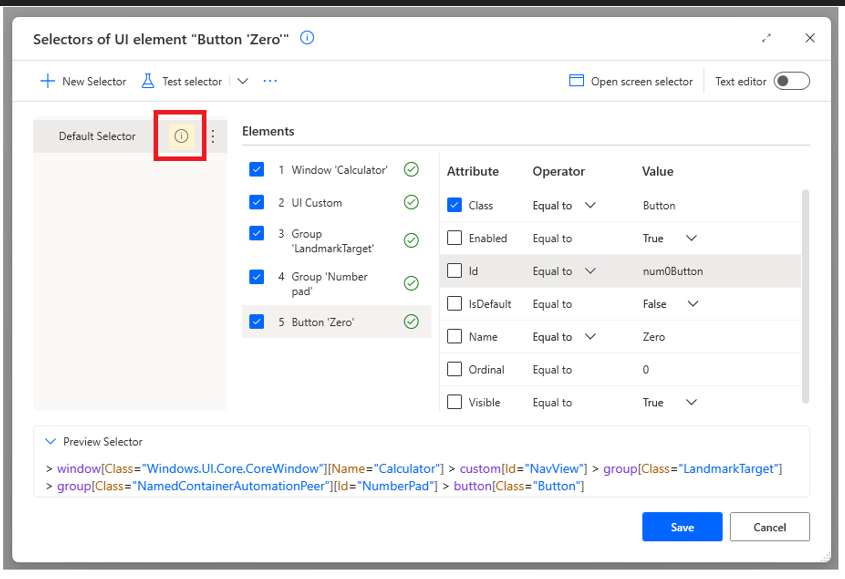 Selectors of UI element "Button 'Zero'"
New Selector Test selector ... Open screen selector Text editor
Default Selector
Elements
1 Window 'Calculator'
2 UI Custom
3 Group
'LandmarkTarget'
4 Group 'Number
pad'
5 Button 'Zero'
Attribute Operator Value
Class Equal to Button
Enabled Equal to True
Id Equal to num0Button
IsDefault Equal to False
Name Equal to Zero
Ordinal Equal to 0
Visible Equal to True
Preview Selector
> window[Class="Windows.UI.Core.CoreWindow"][Name="Calculator"] > custom[Id="NavView"] > group[Class="LandmarkTarget"]
> group[Class="NamedContainerAutomationPeer"][Id="NumberPad"] > button[Class="Button"]
Save Cancel